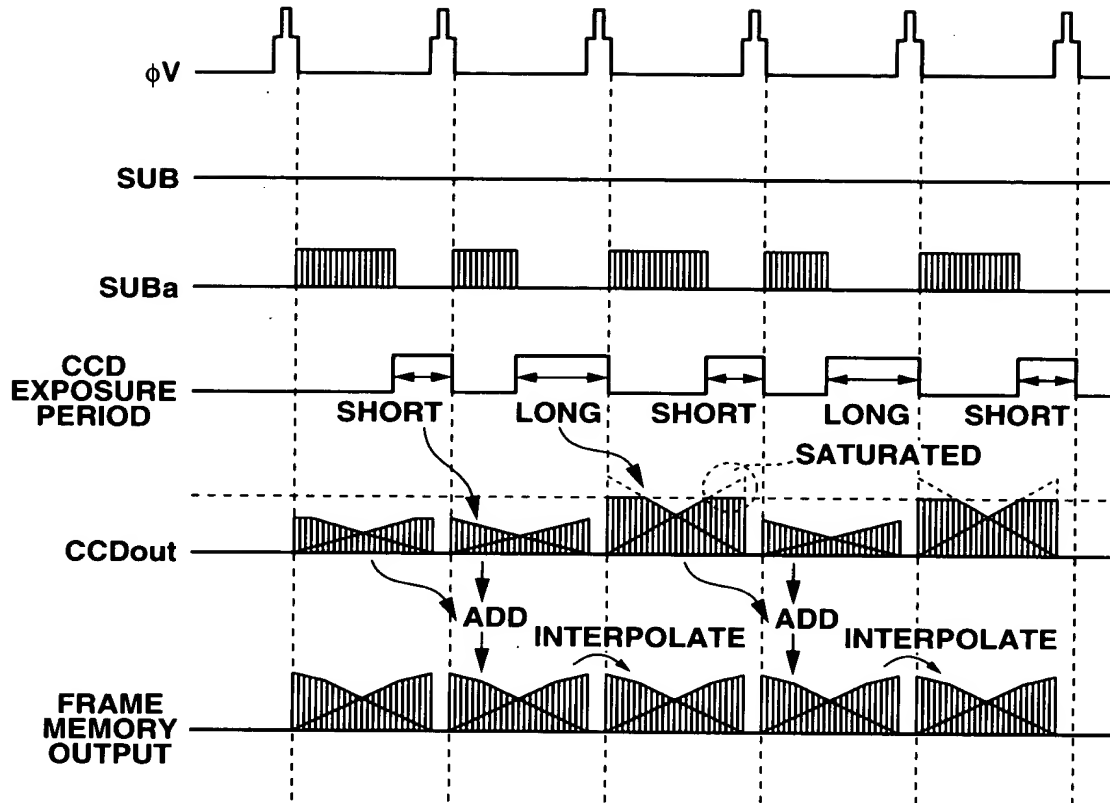 φV
SUB
SUBa
CCD
EXPOSURE
PERIOD
SHORT LONG SHORT LONG SHORT
SATURATED
CCDout
ADD ADD
INTERPOLATE INTERPOLATE
FRAME
MEMORY
OUTPUT